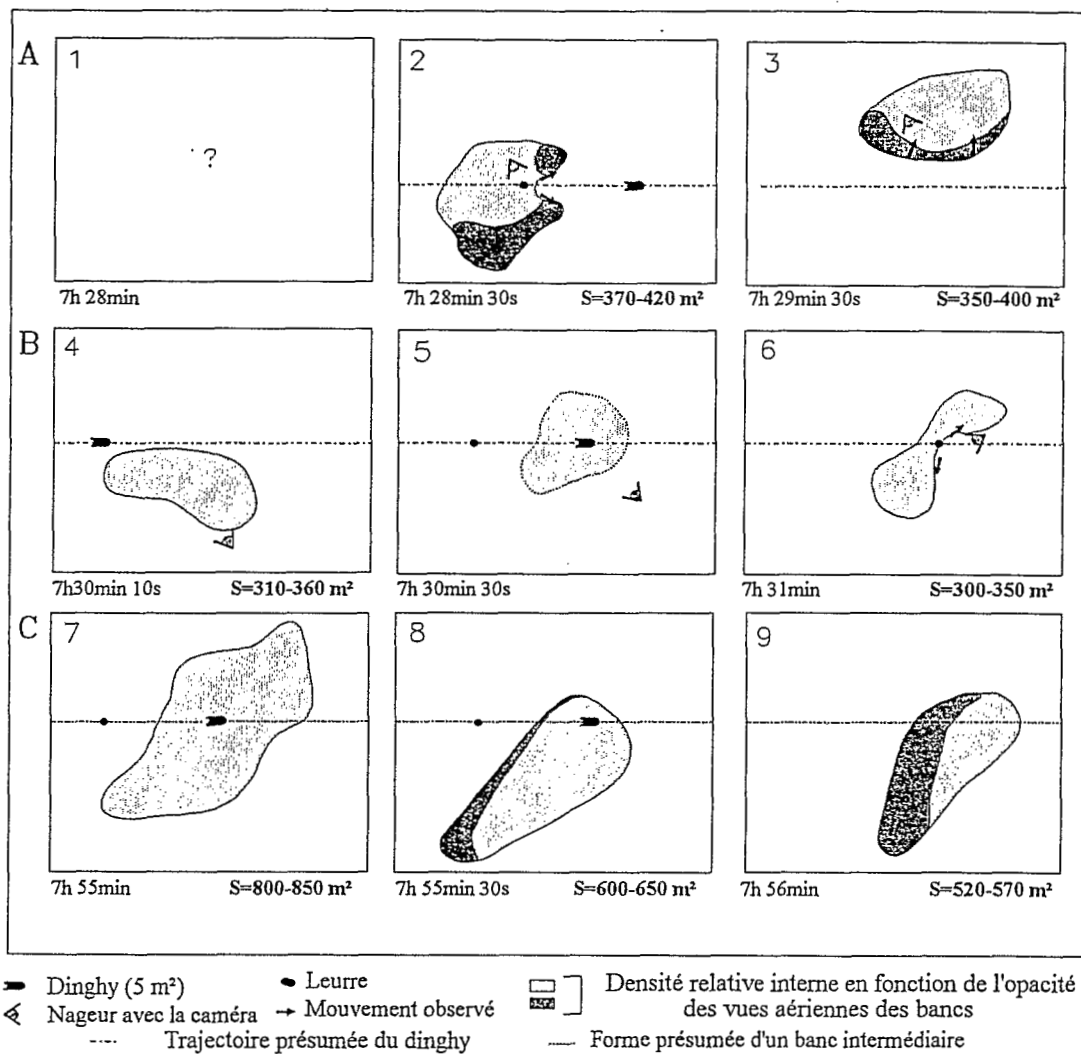 A
1
2
3
?
7h 28min
7h 28min 30s S=370-420 m²
7h 29min 30s S=350-400 m²
B
4
5
6
7h30min 10s S=310-360 m²
7h 30min 30s
7h 31min S=300-350 m²
C
7
8
9
7h 55min S=800-850 m²
7h 55min 30s S=600-650 m²
7h 56min S=520-570 m²
Dinghy (5 m²)
Leurre
Densité relative interne en fonction de l'opacité
des vues aériennes des bancs
Nageur avec la caméra
Mouvement observé
Trajectoire présumée du dinghy
Forme présumée d'un banc intermédiaire